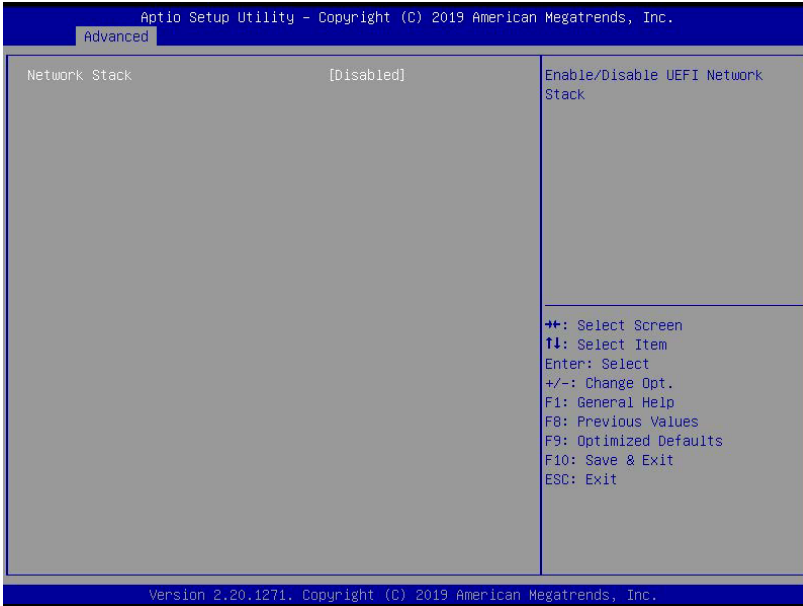 Aptio Setup Utility – Copyright (C) 2019 American Megatrends, Inc.
Advanced
Network Stack [Disabled]
Enable/Disable UEFI Network
Stack
→←: Select Screen
↑↓: Select Item
Enter: Select
+/-: Change Opt.
F1: General Help
F8: Previous Values
F9: Optimized Defaults
F10: Save & Exit
ESC: Exit
Version 2.20.1271. Copyright (C) 2019 American Megatrends, Inc.